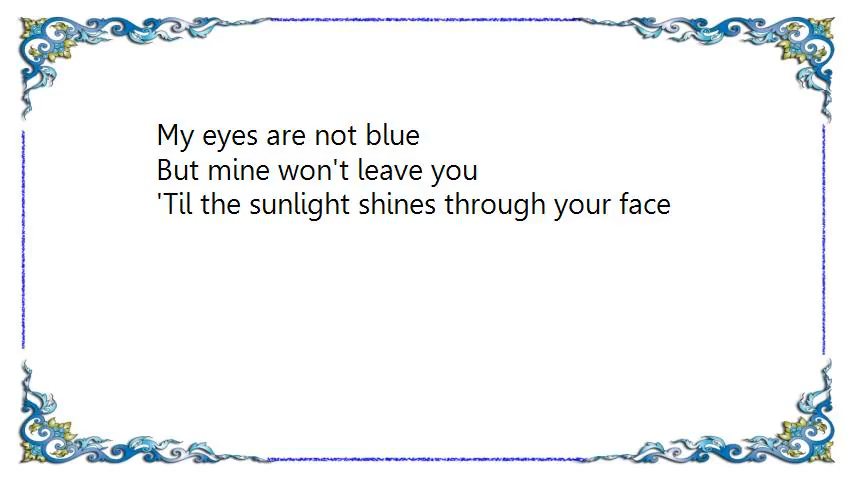 My eyes are not blue
But mine won't leave you
'Til the sunlight shines through your face